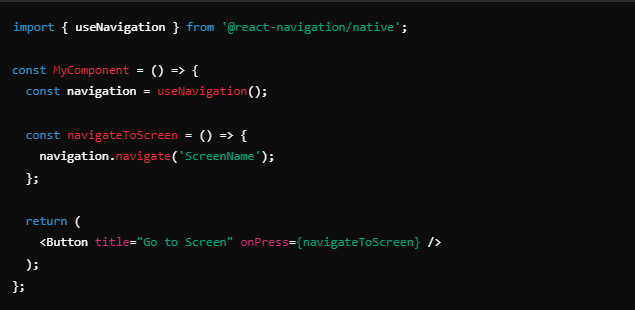 import { useNavigation } from '@react-navigation/native';
const MyComponent = () => {
const navigation = useNavigation();
const navigateToScreen = () => {
navigation.navigate('ScreenName');
};
return (
<Button title="Go to Screen" onPress={navigateToScreen} />
);
};